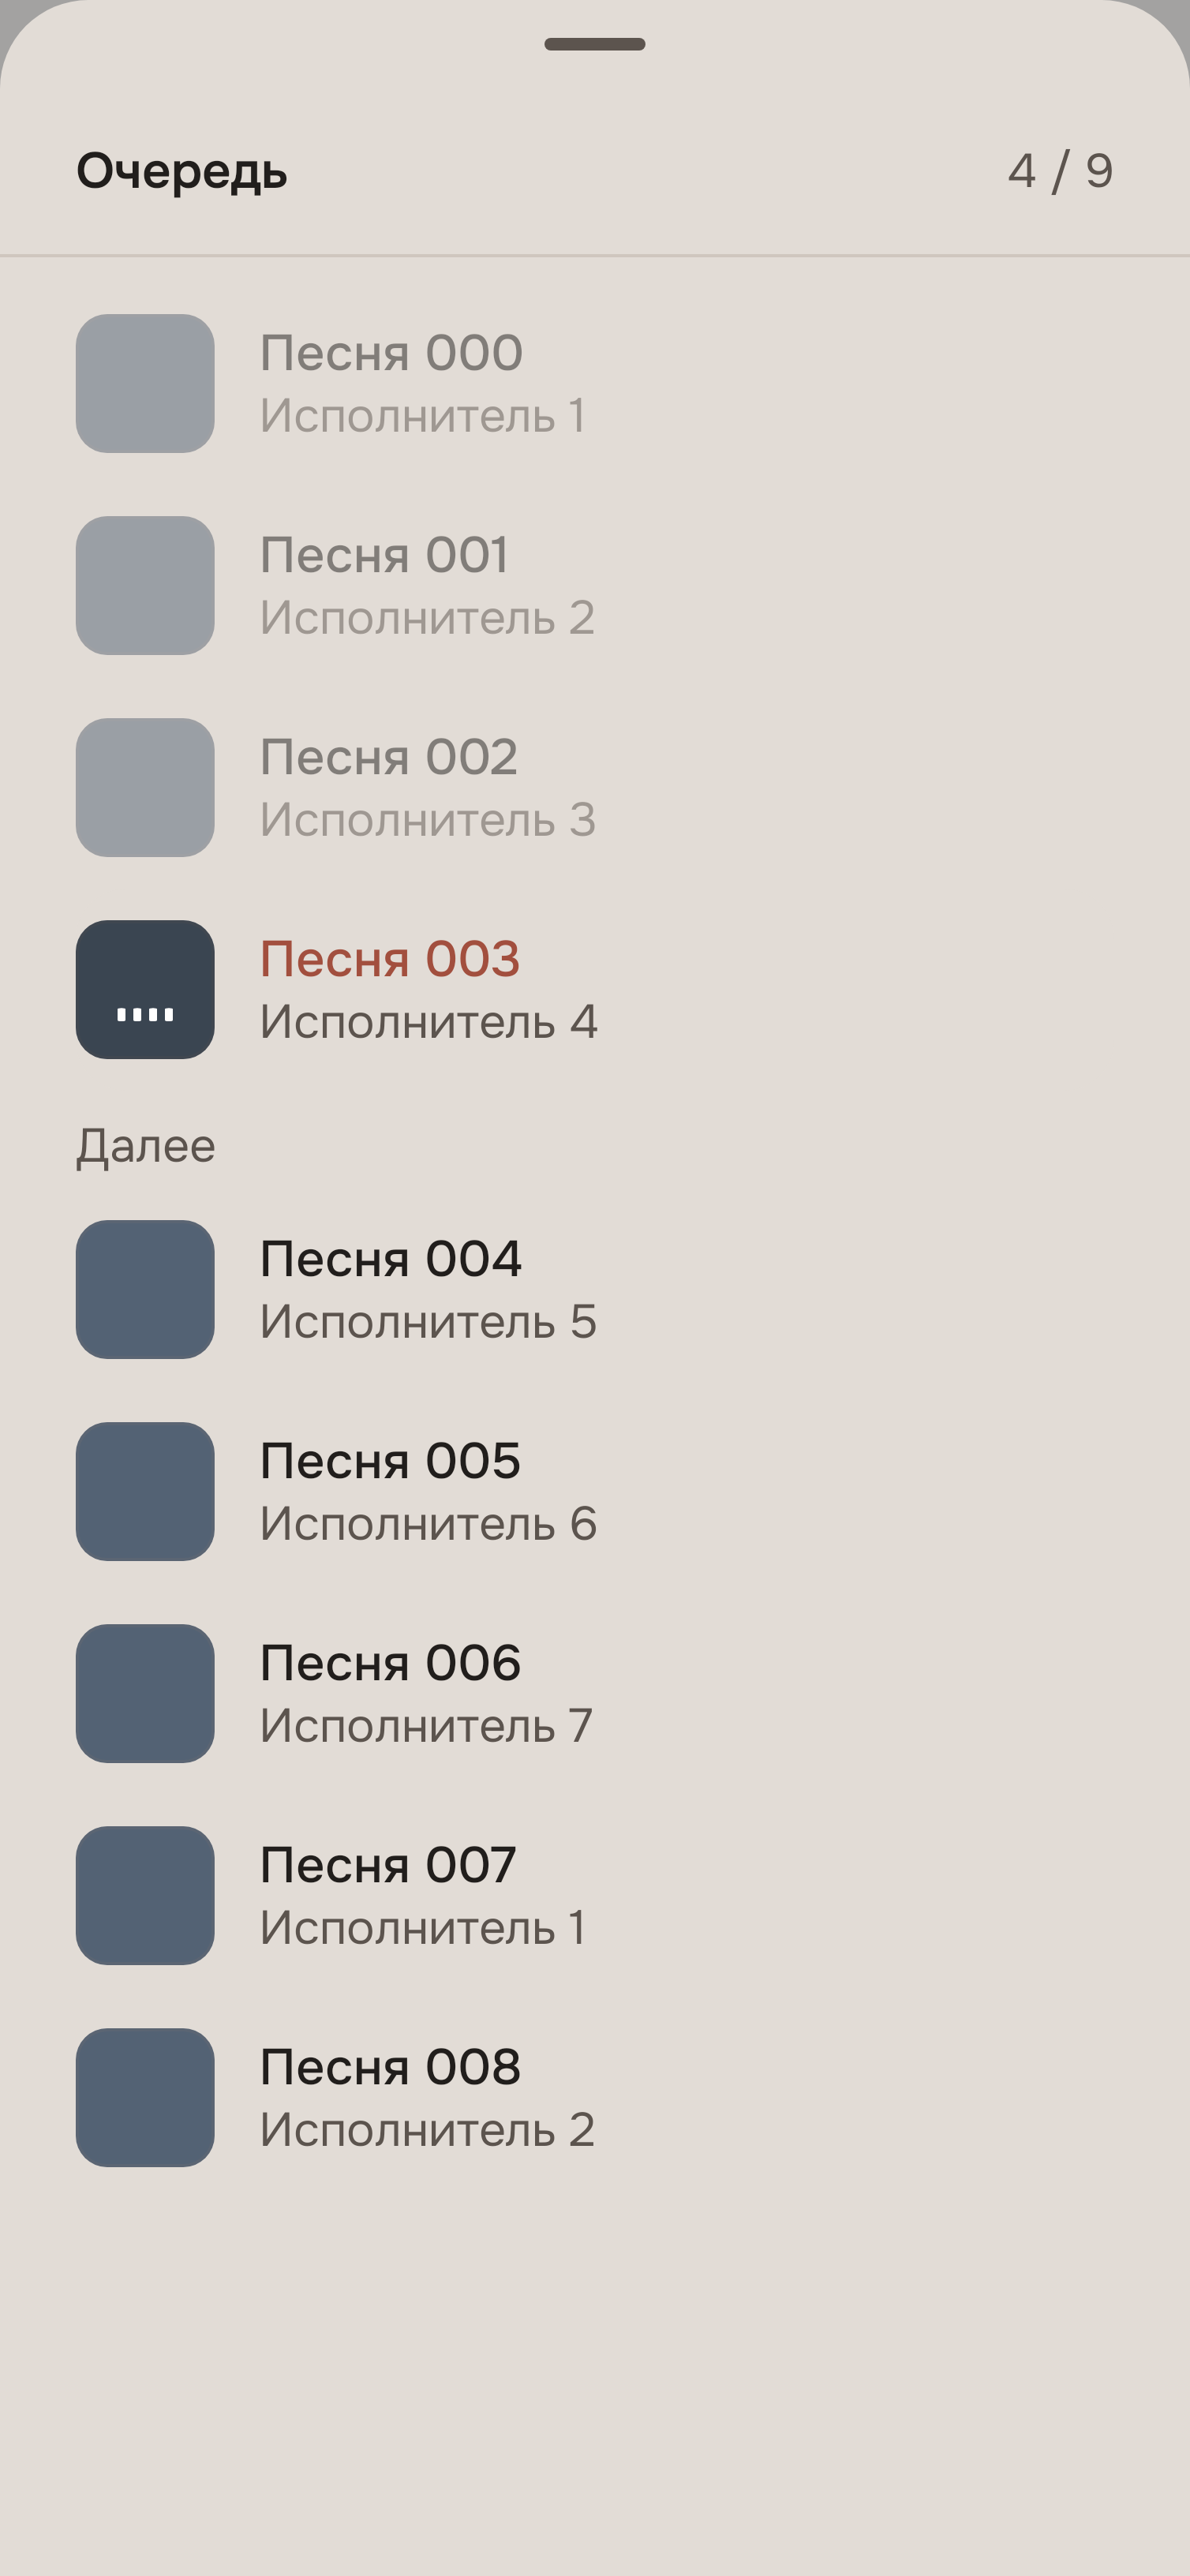 Очередь
4 / 9
Песня 000
Исполнитель 1
Песня 001
Исполнитель 2
Песня 002
Исполнитель 3
Песня 003
Исполнитель 4
Далее
Песня 004
Исполнитель 5
Песня 005
Исполнитель 6
Песня 006
Исполнитель 7
Песня 007
Исполнитель 1
Песня 008
Исполнитель 2